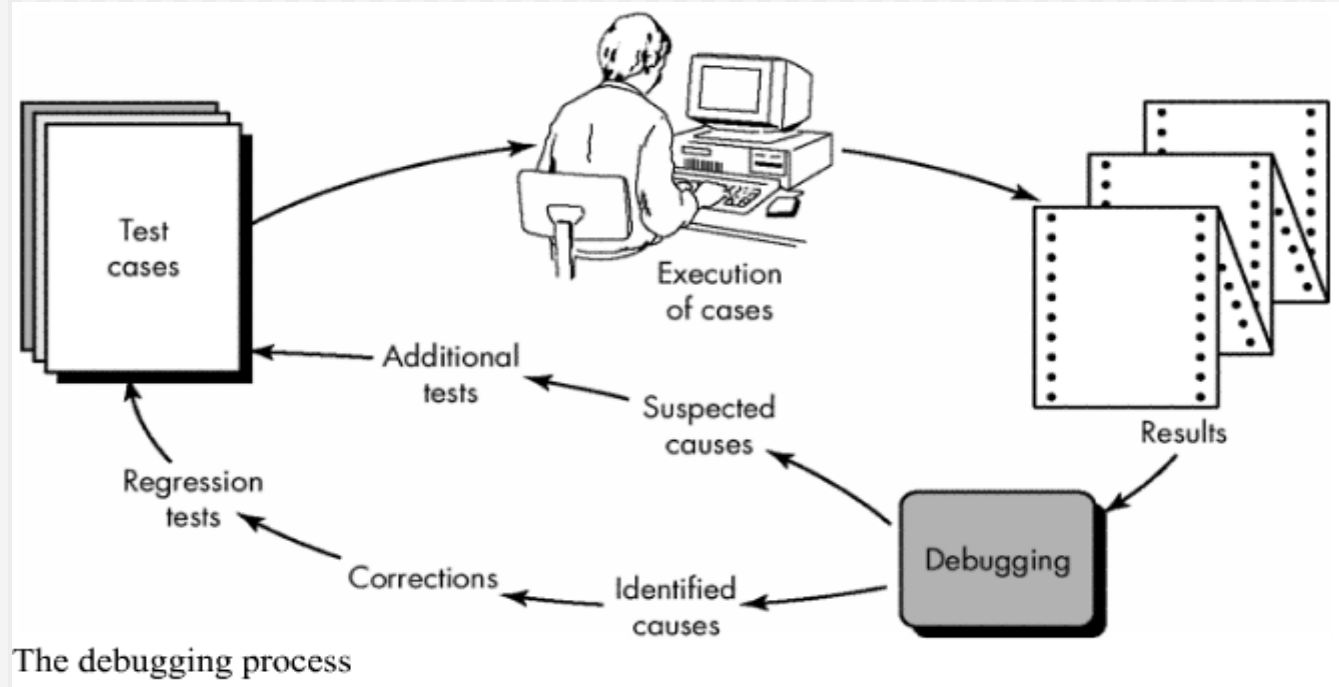 Test
cases
Execution
of cases
Results
Additional
tests
Suspected
causes
Regression
tests
Debugging
Corrections
Identified
causes
The debugging process